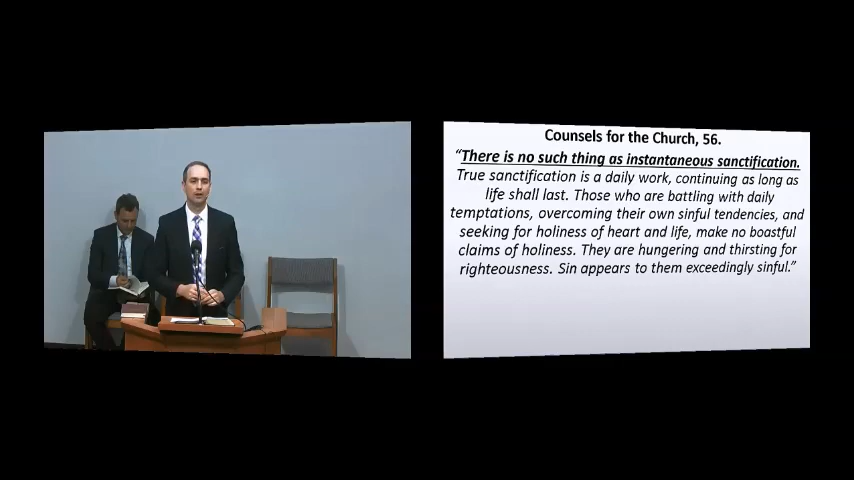 Counsels for the Church, 56.
“There is no such thing as instantaneous sanctification.
True sanctification is a daily work, continuing as long as
life shall last. Those who are battling with daily
temptations, overcoming their own sinful tendencies, and
seeking for holiness of heart and life, make no boastful
claims of holiness. They are hungering and thirsting for
righteousness. Sin appears to them exceedingly sinful.”